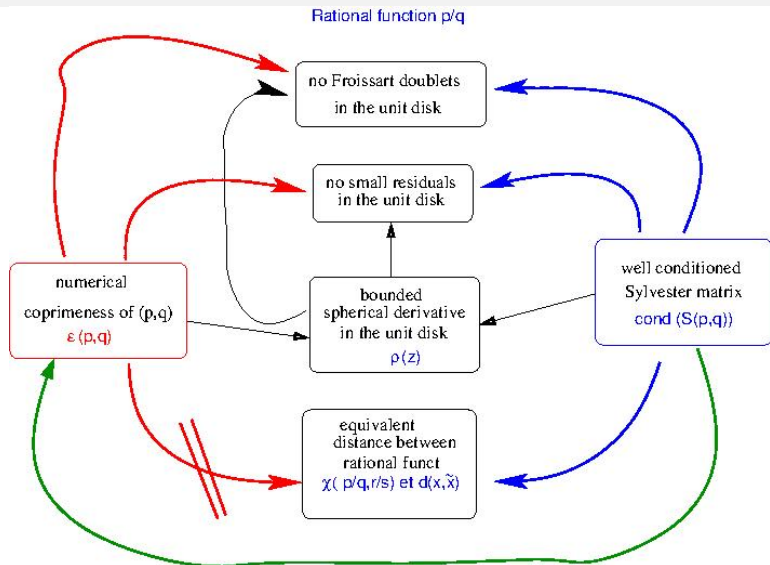 Rational function p/q
no Froissart doublets
in the unit disk
no small residuals
in the unit disk
numerical
coprimeness of (p,q)
ε(p,q)
bounded
spherical derivative
in the unit disk
ρ(z)
well conditioned
Sylvester matrix
cond (S(p,q))
equivalent
distance between
rational funct
χ( p/q,r/s) et d(x,x̃)